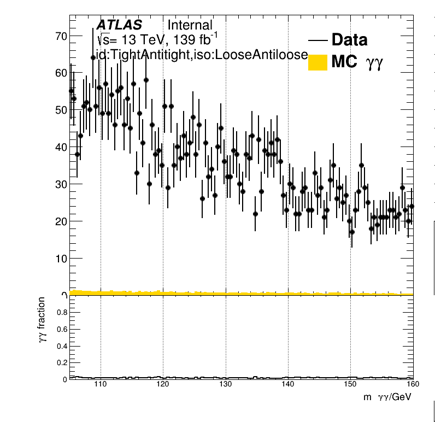 ATLAS Internal
√s= 13 TeV, 139 fb⁻¹
id:TightAntitight,iso:LooseAntiloose
Data
MC γγ
70
60
50
40
30
20
10
0
γγ fraction
0.8
0.6
0.4
0.2
0
110 120 130 140 150 160
m γγ/GeV